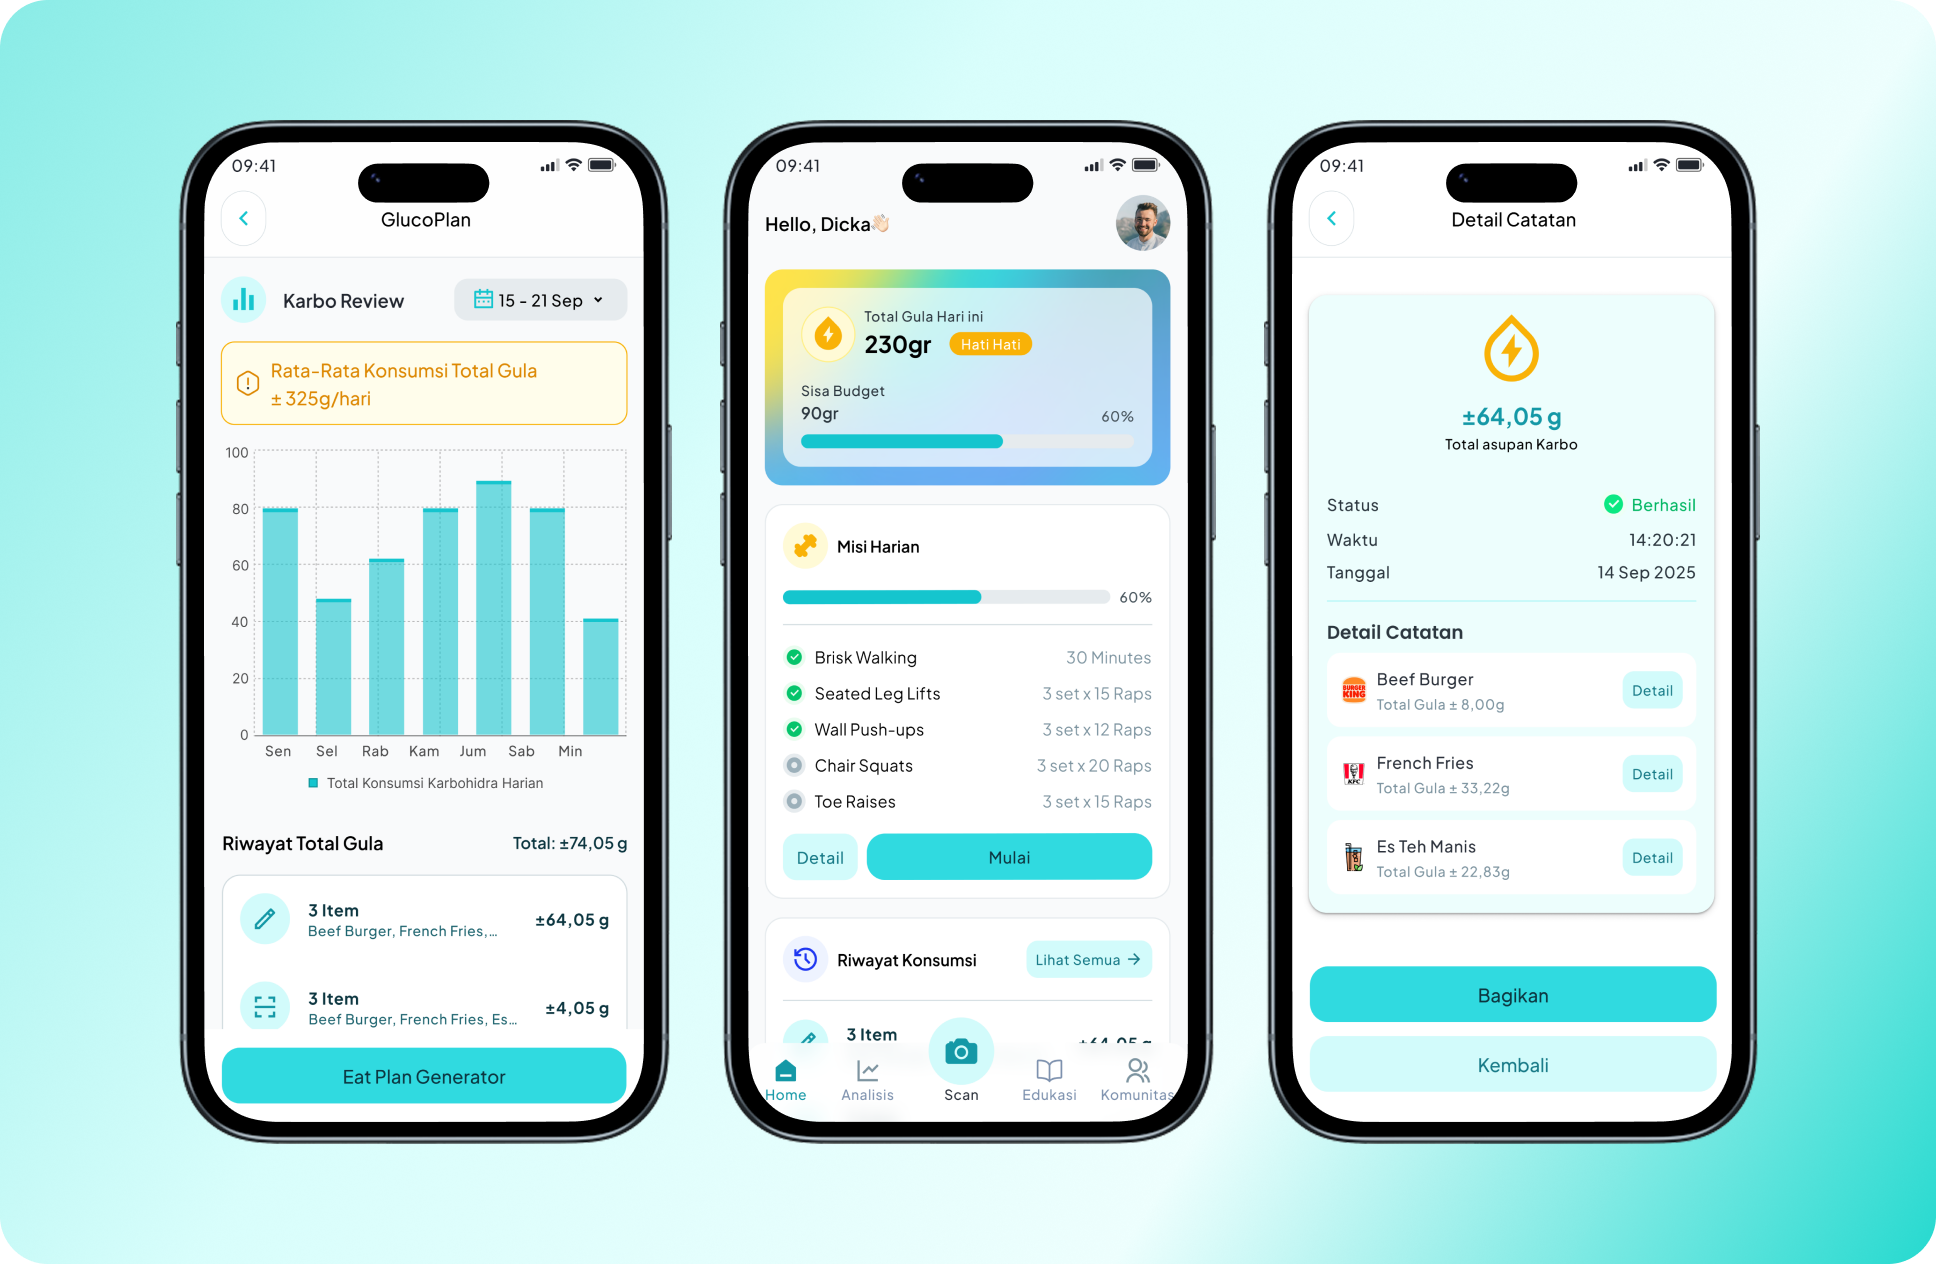 09:41
GlucoPlan
Karbo Review
15 - 21 Sep
Rata-Rata Konsumsi Total Gula
± 325g/hari
100
80
60
40
20
0
Sen Sel Rab Kam Jum Sab Min
Total Konsumsi Karbohidra Harian
Riwayat Total Gula
Total: ±74,05 g
3 Item
Beef Burger, French Fries,...
±64,05 g
3 Item
Beef Burger, French Fries, Es...
±4,05 g
Eat Plan Generator
09:41
Hello, Dicka👋🏻
Total Gula Hari ini
230gr
Hati Hati
Sisa Budget
90gr
60%
Misi Harian
60%
Brisk Walking
30 Minutes
Seated Leg Lifts
3 set x 15 Raps
Wall Push-ups
3 set x 12 Raps
Chair Squats
3 set x 20 Raps
Toe Raises
3 set x 15 Raps
Detail
Mulai
Riwayat Konsumsi
Lihat Semua →
3 Item
±64,05 g
Home
Analisis
Scan
Edukasi
Komunitas
09:41
Detail Catatan
±64,05 g
Total asupan Karbo
Status
Berhasil
Waktu
14:20:21
Tanggal
14 Sep 2025
Detail Catatan
BURGER
KING
Beef Burger
Total Gula ± 8,00g
Detail
KFC
French Fries
Total Gula ± 33,22g
Detail
Es Teh Manis
Total Gula ± 22,83g
Detail
Bagikan
Kembali